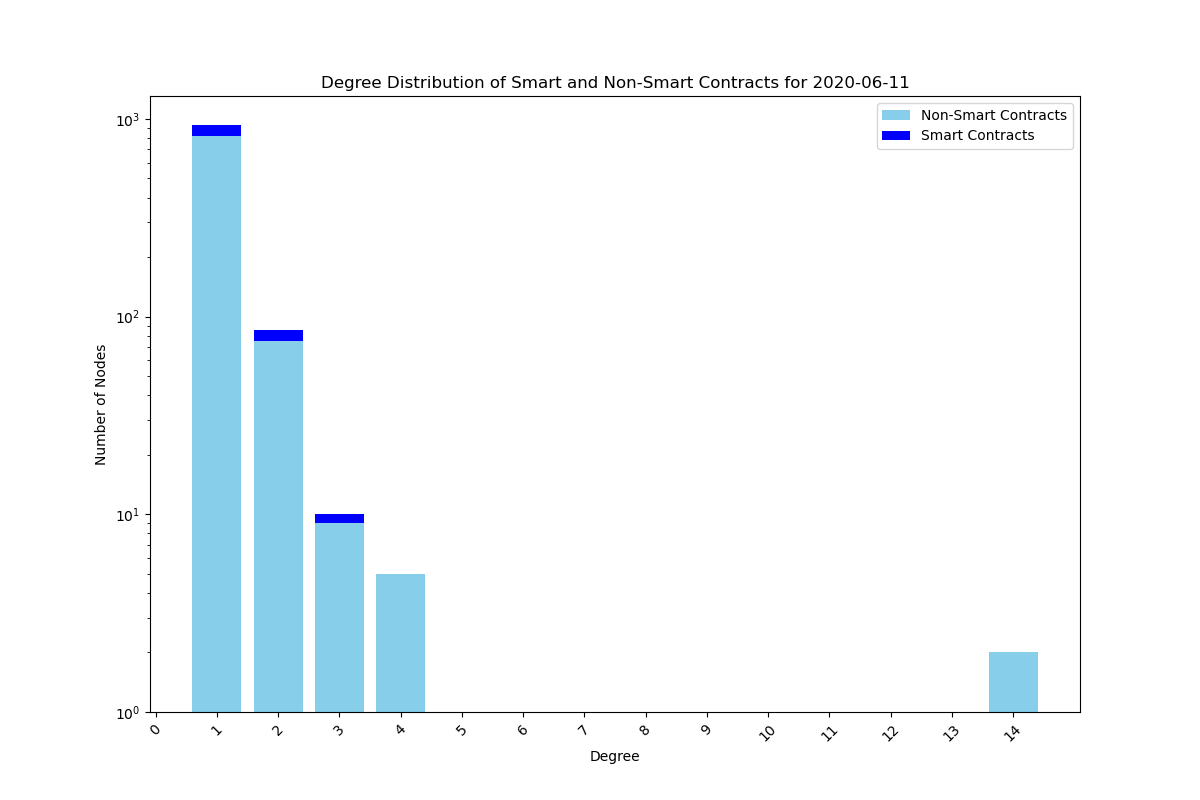 Degree Distribution of Smart and Non-Smart Contracts for 2020-06-11
Non-Smart Contracts
Smart Contracts
Number of Nodes
10³
10²
10¹
10⁰
0 1 2 3 4 5 6 7 8 9 10 11 12 13 14
Degree